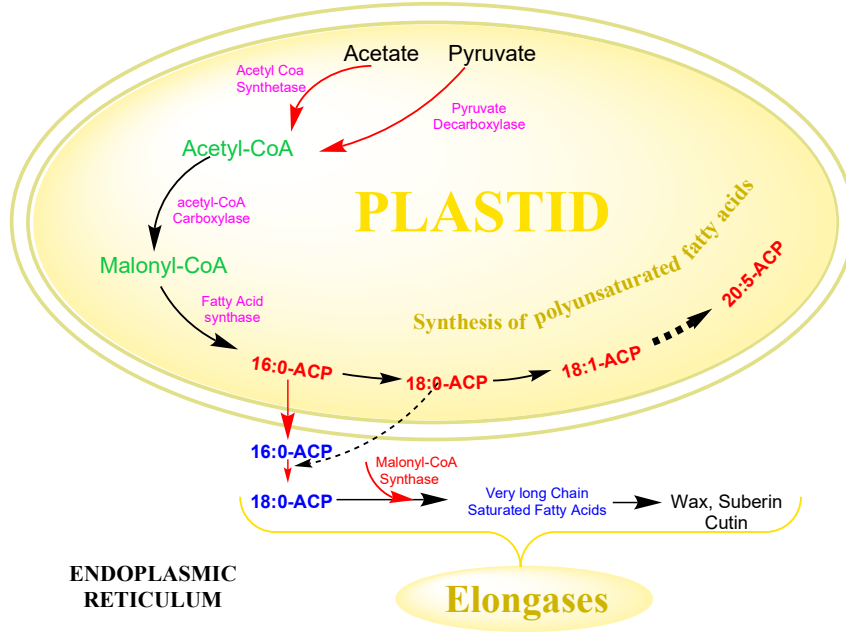 Acetate Pyruvate
Acetyl Coa
Synthetase
Pyruvate
Decarboxylase
Acetyl-CoA
acetyl-CoA
Carboxylase
PLASTID
Malonyl-CoA
Fatty Acid
synthase
Synthesis of polyunsaturated fatty acids
16:0-ACP
18:0-ACP
18:1-ACP
20:5-ACP
16:0-ACP
18:0-ACP
Malonyl-CoA
Synthase
Very long Chain
Saturated Fatty Acids
Wax, Suberin
Cutin
ENDOPLASMIC
RETICULUM
Elongases